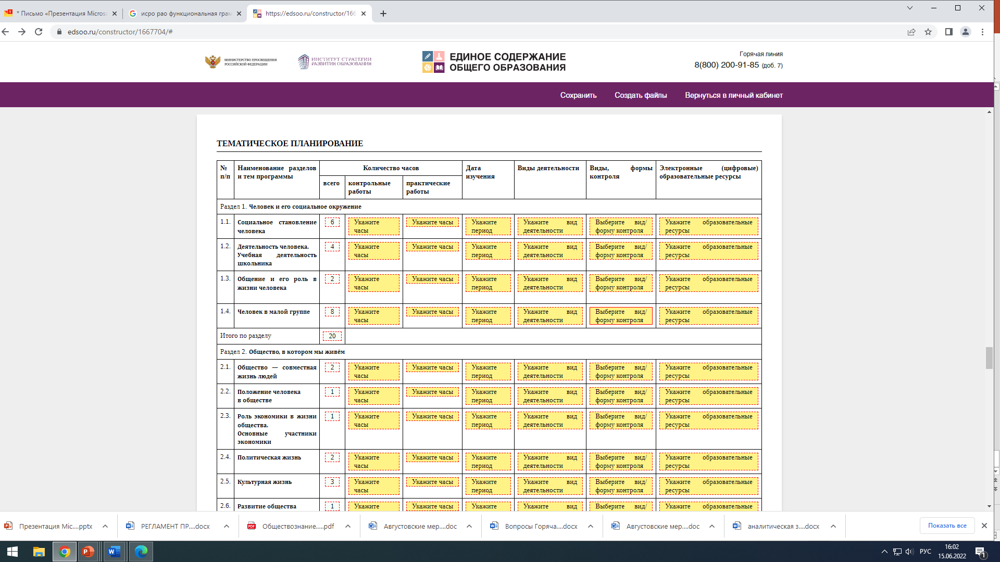 * Письмо «Презентация Microso
исро рао функциональная грам
https://edsoo.ru/constructor/166
edsoo.ru/constructor/1667704/#
МИНИСТЕРСТВО ПРОСВЕЩЕНИЯ
РОССИЙСКОЙ ФЕДЕРАЦИИ
ИНСТИТУТ СТРАТЕГИИ
РАЗВИТИЯ ОБРАЗОВАНИЯ
ЕДИНОЕ СОДЕРЖАНИЕ
ОБЩЕГО ОБРАЗОВАНИЯ
Горячая линия
8(800) 200-91-85 (доб. 7)
Сохранить Создать файлы Вернуться в личный кабинет
ТЕМАТИЧЕСКОЕ ПЛАНИРОВАНИЕ
№ п/п
Наименование разделов
и тем программы
Количество часов
всего
контрольные
работы
практические
работы
Дата
изучения
Виды деятельности
Виды, формы
контроля
Электронные (цифровые)
образовательные ресурсы
Раздел 1. Человек и его социальное окружение
1.1. Социальное становление 6 Укажите Укажите часы Укажите Укажите вид Выберите вид/ Укажите образовательные
человека часы период деятельности форму контроля ресурсы
1.2. Деятельность человека. 4 Укажите Укажите часы Укажите Укажите вид Выберите вид/ Укажите образовательные
Учебная деятельность часы период деятельности форму контроля ресурсы
школьника
1.3. Общение и его роль в 2 Укажите Укажите часы Укажите Укажите вид Выберите вид/ Укажите образовательные
жизни человека часы период деятельности форму контроля ресурсы
1.4. Человек в малой группе 8 Укажите Укажите часы Укажите Укажите вид Выберите вид/ Укажите образовательные
часы период деятельности форму контроля ресурсы
Итого по разделу 20
Раздел 2. Общество, в котором мы живём
2.1. Общество — совместная 2 Укажите Укажите часы Укажите Укажите вид Выберите вид/ Укажите образовательные
жизнь людей часы период деятельности форму контроля ресурсы
2.2. Положение человека 1 Укажите Укажите часы Укажите Укажите вид Выберите вид/ Укажите образовательные
в обществе часы период деятельности форму контроля ресурсы
2.3. Роль экономики в жизни 1 Укажите Укажите часы Укажите Укажите вид Выберите вид/ Укажите образовательные
общества. часы период деятельности форму контроля ресурсы
Основные участники
экономики
2.4. Политическая жизнь 2 Укажите Укажите часы Укажите Укажите вид Выберите вид/ Укажите образовательные
часы период деятельности форму контроля ресурсы
2.5. Культурная жизнь 3 Укажите Укажите часы Укажите Укажите вид Выберите вид/ Укажите образовательные
часы период деятельности форму контроля ресурсы
2.6. Развитие общества 1 Укажите Укажите часы Укажите Укажите вид Выберите вид/ Укажите образовательные
Презентация Mic....pptx РЕГЛАМЕНТ ПР....docx Обществознание.....pdf Августовские мер....doc Вопросы Горяча....docx Августовские мер....doc аналитическая з....docx Показать все
РУС
16:02
15.06.2022
1